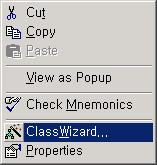 Cut
Copy
Paste
View as Popup
Check Mnemonics
ClassWizard...
Properties